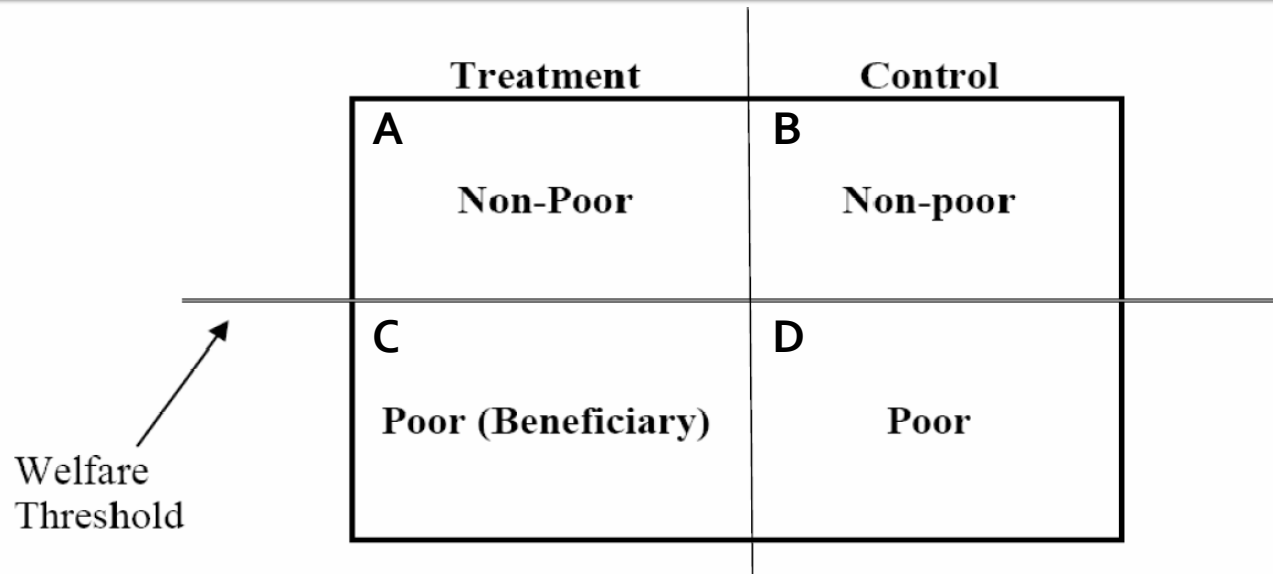 Treatment
Control
A
B
Non-Poor
Non-poor
C
D
Poor (Beneficiary)
Poor
Welfare
Threshold